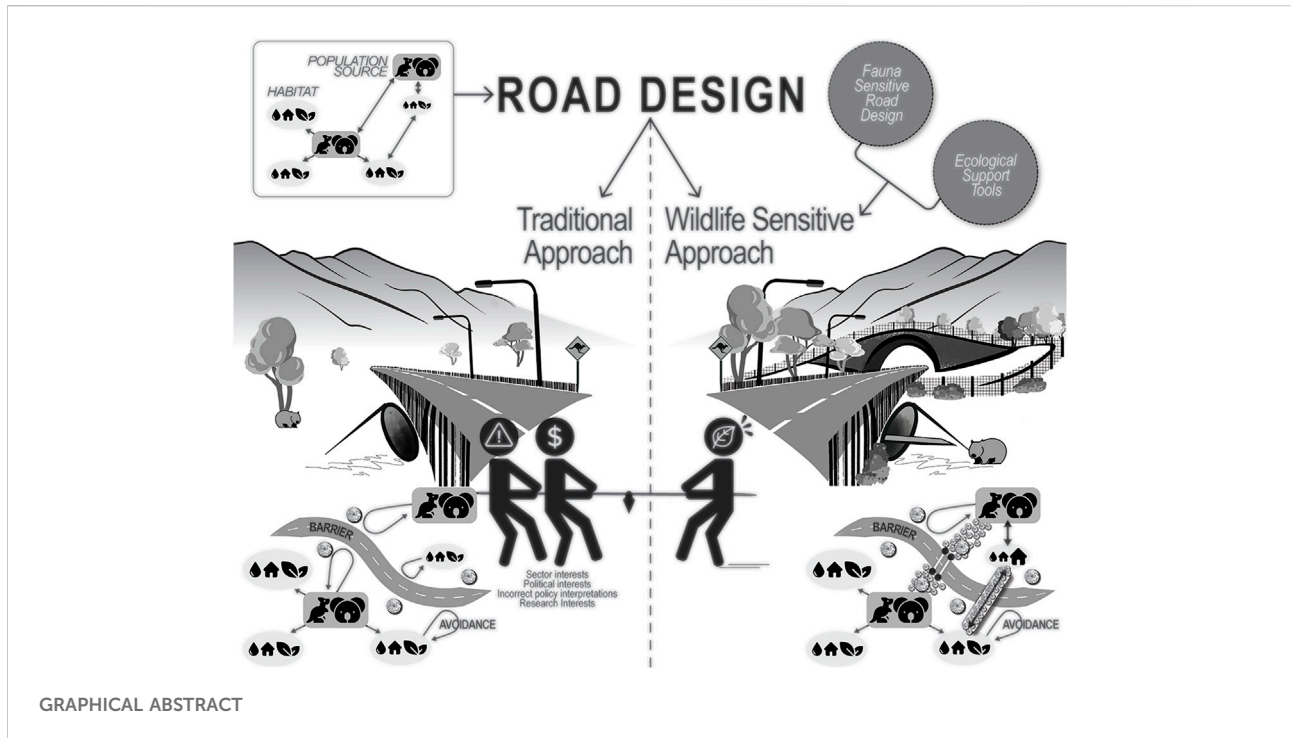 POPULATION
SOURCE
HABITAT
ROAD DESIGN
Fauna
Sensitive
Road
Design
Ecological
Support
Tools
Traditional
Approach
Wildlife Sensitive
Approach
$
BARRIER
AVOIDANCE
Sector interests
Political interests
Incorrect policy interpretations
Research Interests
BARRIER
AVOIDANCE
GRAPHICAL ABSTRACT